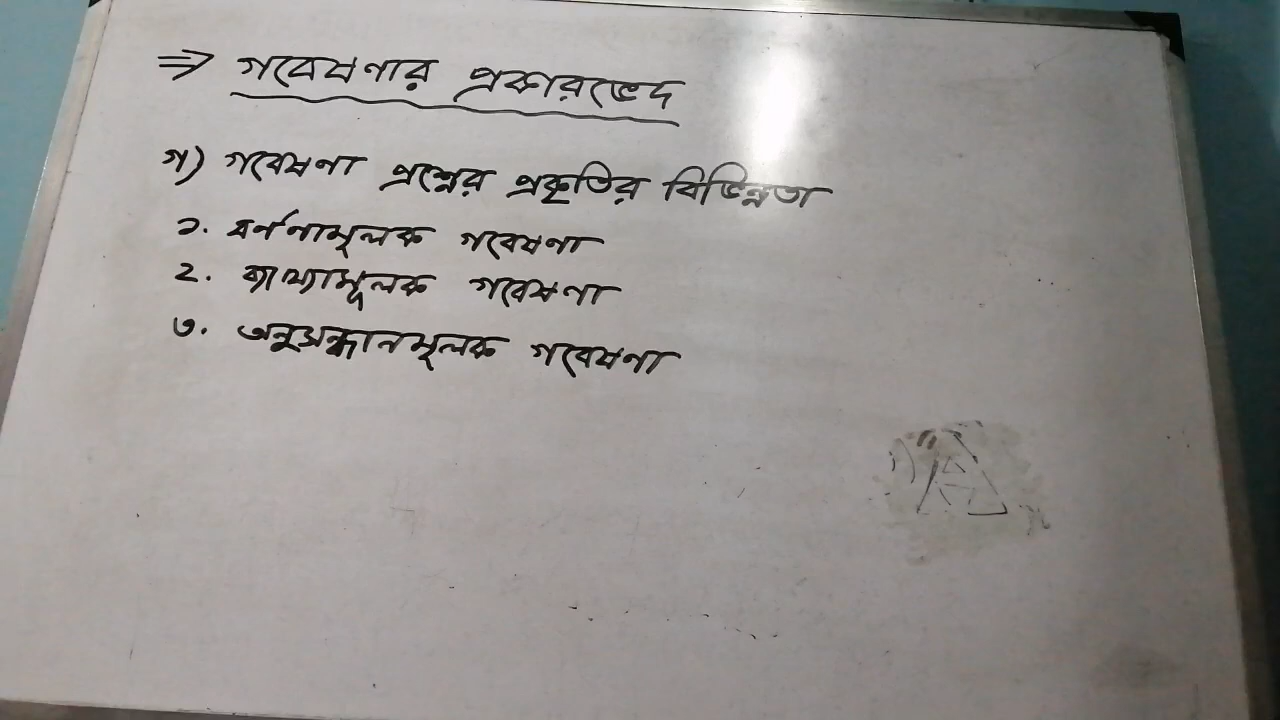 ⇒ গবেষণার প্রকারভেদ
গ) গবেষণা প্রশ্নের প্রকৃতির বিভিন্নতা
১. বর্ণনামূলক গবেষণা
২. ব্যাখ্যামূলক গবেষণা
৩. অনুসন্ধানমূলক গবেষণা